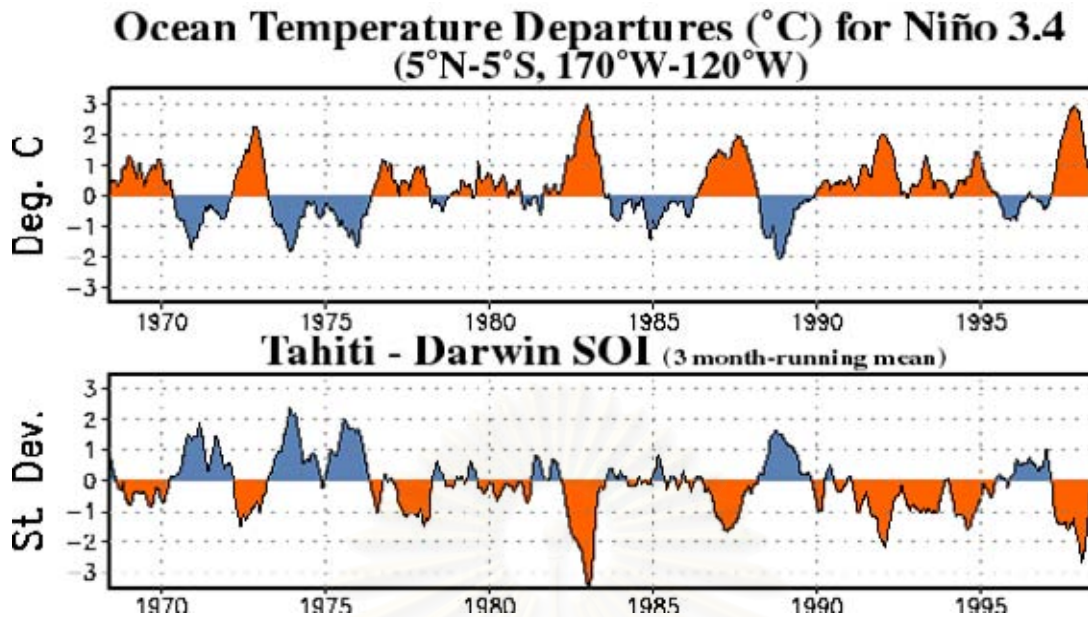 Ocean Temperature Departures (˚C) for Niño 3.4
(5˚N-5˚S, 170˚W-120˚W)
Deg. C
3
2
1
0
-1
-2
-3
1970 1975 1980 1985 1990 1995
Tahiti - Darwin SOI (3 month-running mean)
St Dev.
3
2
1
0
-1
-2
-3
1970 1975 1980 1985 1990 1995